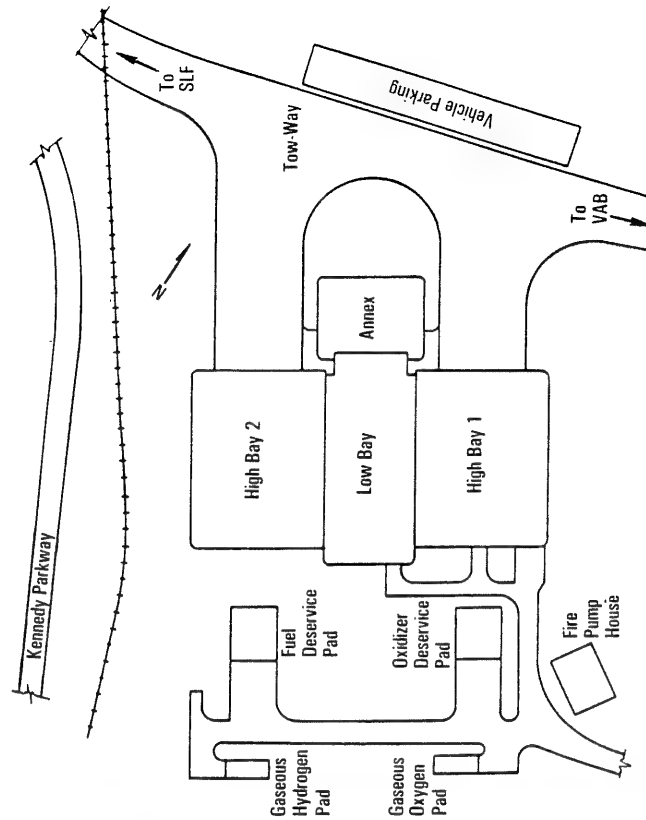 Kennedy Parkway
To
SLF
N
Tow-Way
Vehicle Parking
To
VAB
Annex
High Bay 2
Low Bay
High Bay 1
Fuel
Deservice
Pad
Oxidizer
Deservice
Pad
Fire
Pump
House
Gaseous
Hydrogen
Pad
Gaseous
Oxygen
Pad